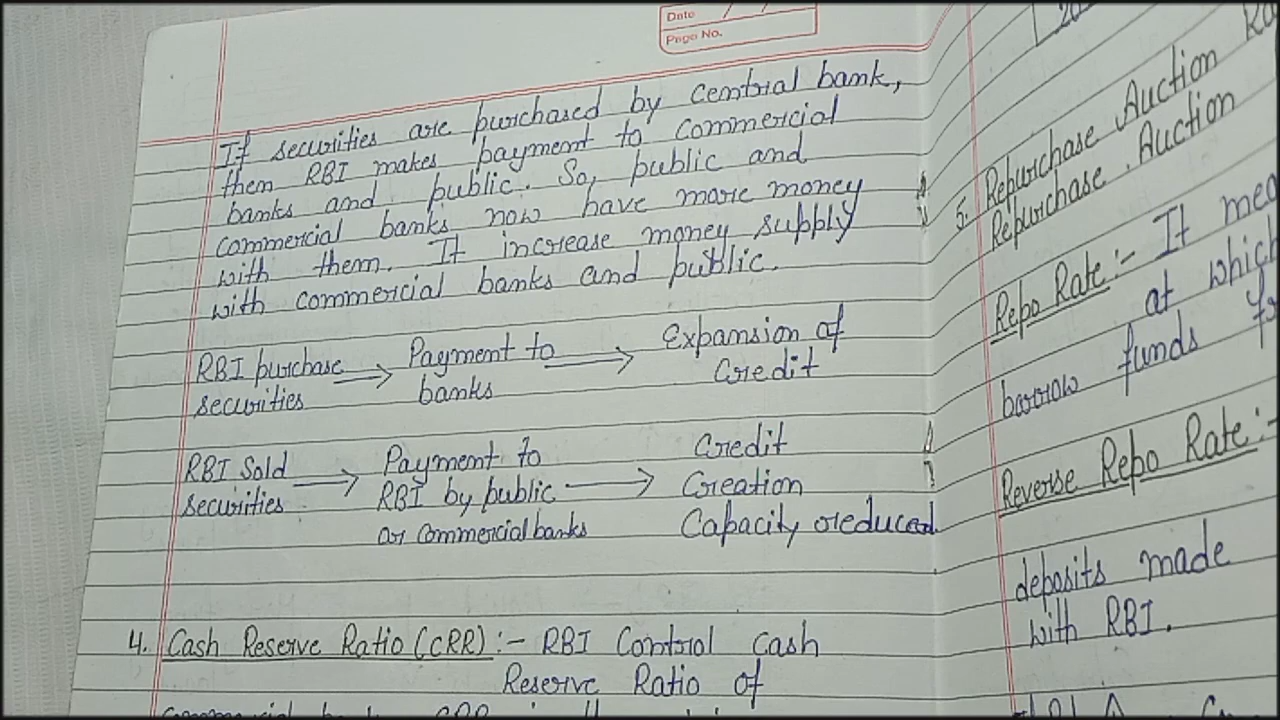 Date
Page No.
If securities are purchased by central bank,
then RBI makes payment to commercial
banks and public. So, public and
commercial banks now have more money
with them. It increase money supply
with commercial banks and public.
RBI purchase securities → Payment to banks → Expansion of Credit
RBI Sold securities → Payment to RBI by public or commercial banks → Credit Creation Capacity reduced
4. Cash Reserve Ratio (CRR) :- RBI Control Cash
Reserve Ratio of
5. Repurchase Auction
Repurchase Auction
Repo Rate :- It
at which
borrow funds
Reverse Repo Rate :-
deposits made
with RBI.